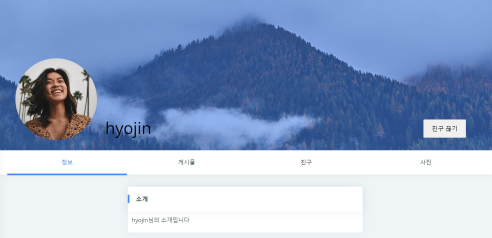 hyojin
친구 끊기
정보
게시물
친구
사진
소개
hyojin님의 소개입니다